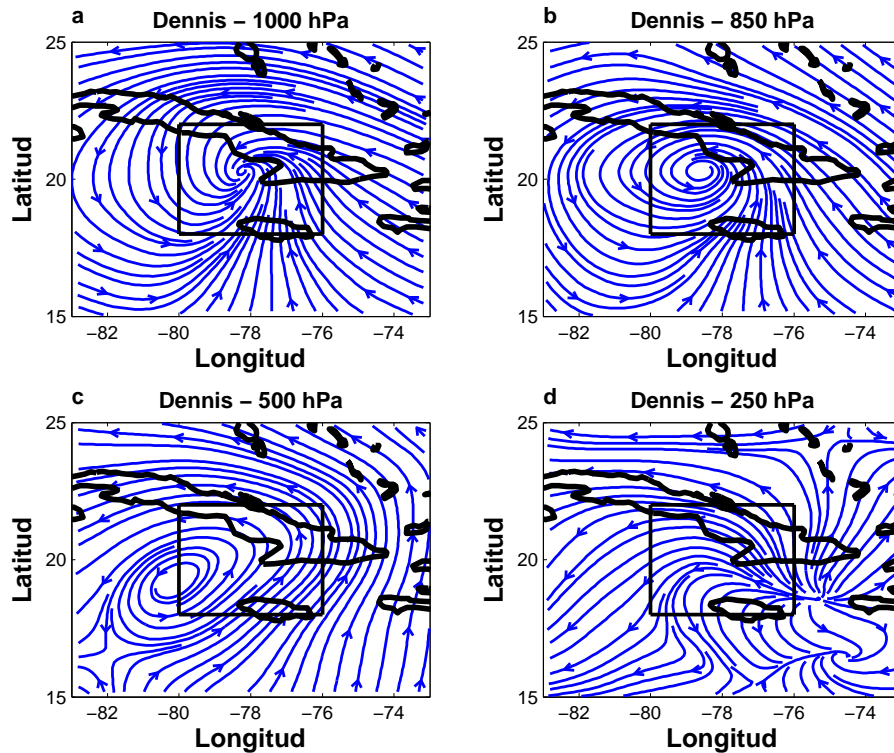 a Dennis − 1000 hPa
25
20
15
Latitud
−82 −80 −78 −76 −74
Longitud
b Dennis − 850 hPa
25
20
15
Latitud
−82 −80 −78 −76 −74
Longitud
c Dennis − 500 hPa
25
20
15
Latitud
−82 −80 −78 −76 −74
Longitud
d Dennis − 250 hPa
25
20
15
Latitud
−82 −80 −78 −76 −74
Longitud